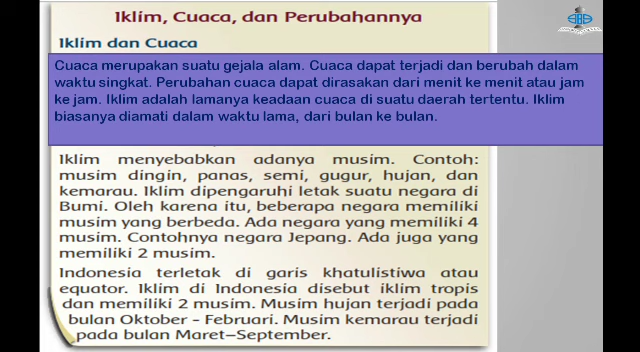 Iklim, Cuaca, dan Perubahannya
Iklim dan Cuaca
Cuaca merupakan suatu gejala alam. Cuaca dapat terjadi dan berubah dalam
waktu singkat. Perubahan cuaca dapat dirasakan dari menit ke menit atau jam
ke jam. Iklim adalah lamanya keadaan cuaca di suatu daerah tertentu. Iklim
biasanya diamati dalam waktu lama, dari bulan ke bulan.
Iklim menyebabkan adanya musim. Contoh:
musim dingin, panas, semi, gugur, hujan, dan
kemarau. Iklim dipengaruhi letak suatu negara di
Bumi. Oleh karena itu, beberapa negara memiliki
musim yang berbeda. Ada negara yang memiliki 4
musim. Contohnya negara Jepang. Ada juga yang
memiliki 2 musim.
Indonesia terletak di garis khatulistiwa atau
equator. Iklim di Indonesia disebut iklim tropis
dan memiliki 2 musim. Musim hujan terjadi pada
bulan Oktober - Februari. Musim kemarau terjadi
pada bulan Maret–September.